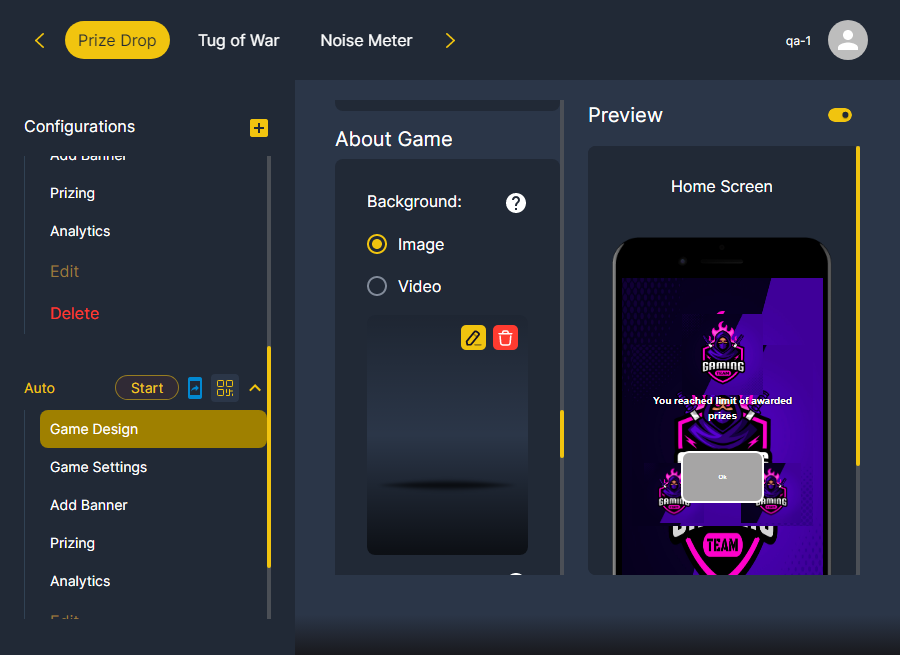 Prize Drop
Tug of War
Noise Meter
qa-1
Configurations
Add Banner
Prizing
Analytics
Edit
Delete
Auto
Start
Game Design
Game Settings
Add Banner
Prizing
Analytics
Edit
About Game
Background:
?
Image
Video
Preview
Home Screen
GAMING
TEAM
You reached limit of awarded
prizes
Ok
GAMING
GAMING
TEAM